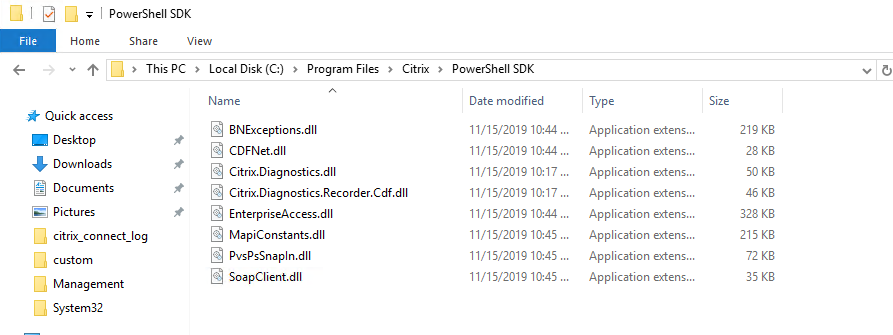 PowerShell SDK
File Home Share View
This PC Local Disk (C:) Program Files Citrix PowerShell SDK
Name Date modified Type Size
Quick access
Desktop
Downloads
Documents
Pictures
citrix_connect_log
custom
Management
System32
BNExceptions.dll 11/15/2019 10:44 ... Application extens... 219 KB
CDFNet.dll 11/15/2019 10:44 ... Application extens... 28 KB
Citrix.Diagnostics.dll 11/15/2019 10:17 ... Application extens... 50 KB
Citrix.Diagnostics.Recorder.Cdf.dll 11/15/2019 10:17 ... Application extens... 46 KB
EnterpriseAccess.dll 11/15/2019 10:44 ... Application extens... 328 KB
MapiConstants.dll 11/15/2019 10:45 ... Application extens... 215 KB
PvsPsSnapIn.dll 11/15/2019 10:45 ... Application extens... 72 KB
SoapClient.dll 11/15/2019 10:45 ... Application extens... 35 KB